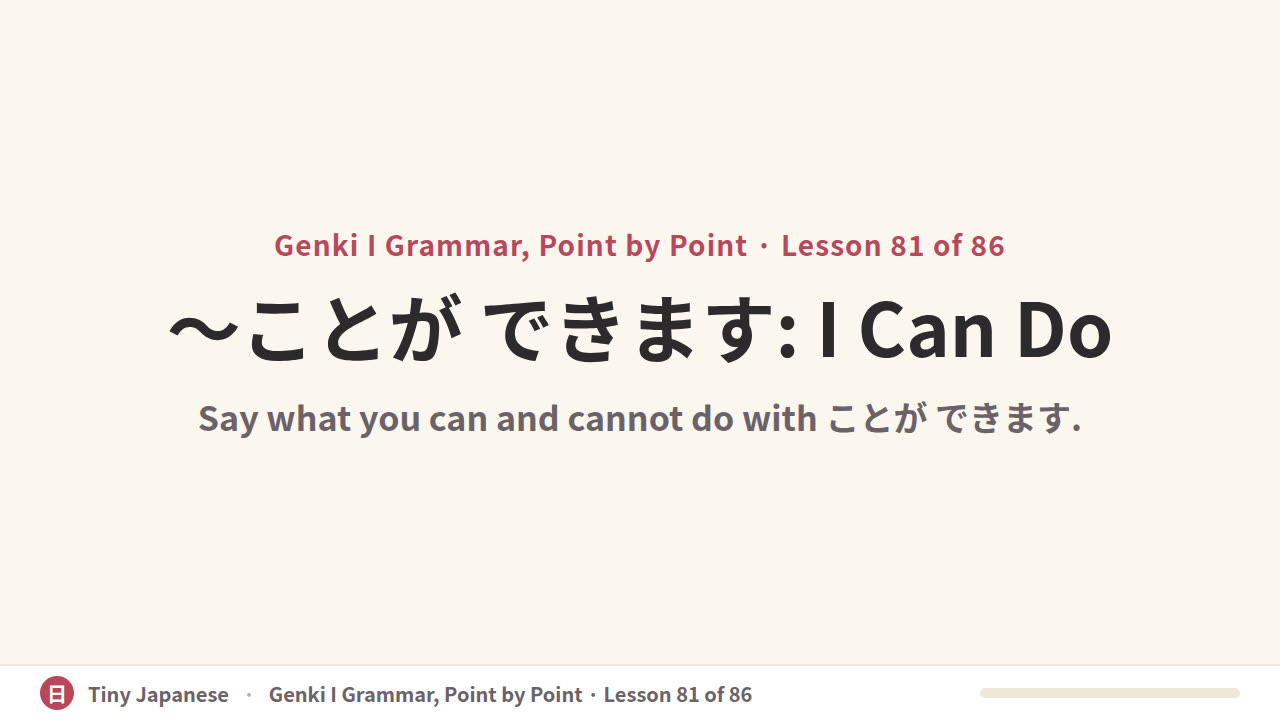 Genki I Grammar, Point by Point · Lesson 81 of 86
〜ことが できます: I Can Do
Say what you can and cannot do with ことが できます.
日 Tiny Japanese · Genki I Grammar, Point by Point · Lesson 81 of 86